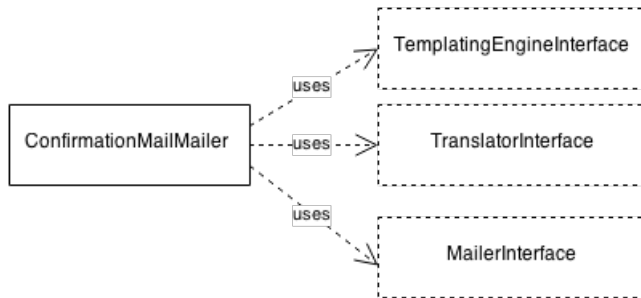 TemplatingEngineInterface
uses
ConfirmationMailMailer
uses
TranslatorInterface
uses
MailerInterface